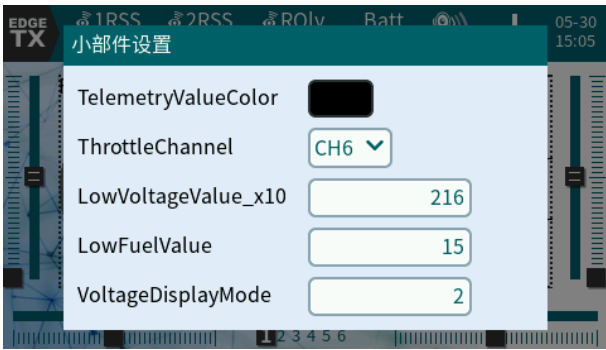 EDGE TX
1RSS 2RSS RQly Batt 05-30
15:05
小部件设置
TelemetryValueColor
ThrottleChannel CH6
LowVoltageValue_x10 216
LowFuelValue 15
VoltageDisplayMode 2
1 2 3 4 5 6